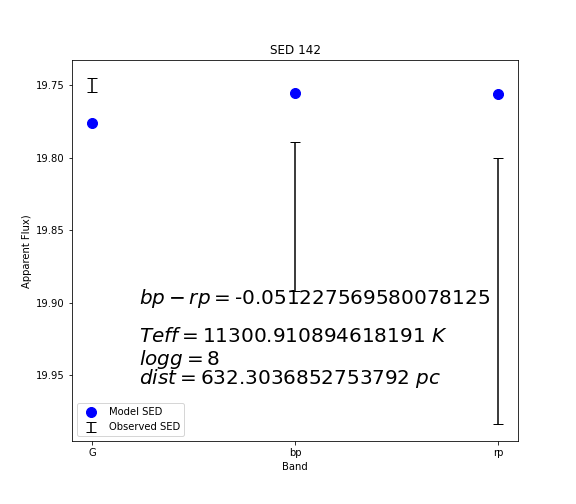 SED 142
19.75
19.80
19.85
19.90
19.95
Apparent Flux)
bp − rp = -0.051227569580078125
Teff = 11300.910894618191 K
logg = 8
dist = 632.3036852753792 pc
Model SED
Observed SED
G bp rp
Band